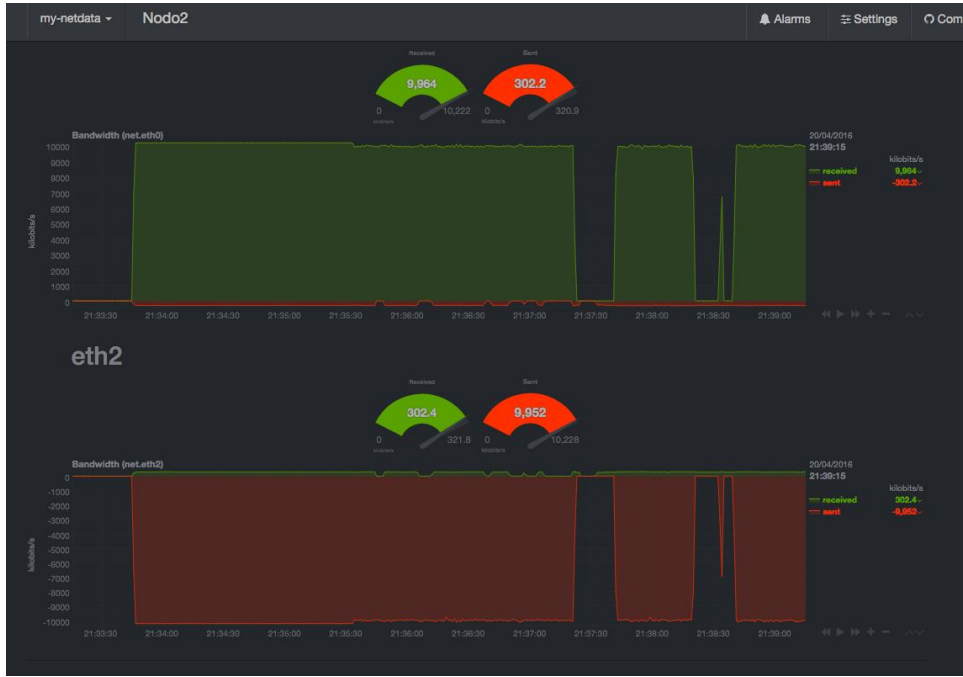 my-netdata Nodo2 Alarms Settings Com
Received Sent
9,964 302.2
0 10,222 0 320.9
kilobits/s kilobits/s
Bandwidth (net.eth0) 20/04/2016
21:39:15
kilobits/s
received 9,964
sent -302.2
10000
9000
8000
7000
6000
5000
4000
3000
2000
1000
0
kilobits/s
21:33:30 21:34:00 21:34:30 21:35:00 21:35:30 21:36:00 21:36:30 21:37:00 21:37:30 21:38:00 21:38:30 21:39:00
eth2
Received Sent
302.4 9,952
0 321.8 0 10,228
kilobits/s kilobits/s
Bandwidth (net.eth2) 20/04/2016
21:39:15
kilobits/s
received 302.4
sent -9,952
0
-1000
-2000
-3000
-4000
-5000
-6000
-7000
-8000
-9000
-10000
kilobits/s
21:33:30 21:34:00 21:34:30 21:35:00 21:35:30 21:36:00 21:36:30 21:37:00 21:37:30 21:38:00 21:38:30 21:39:00